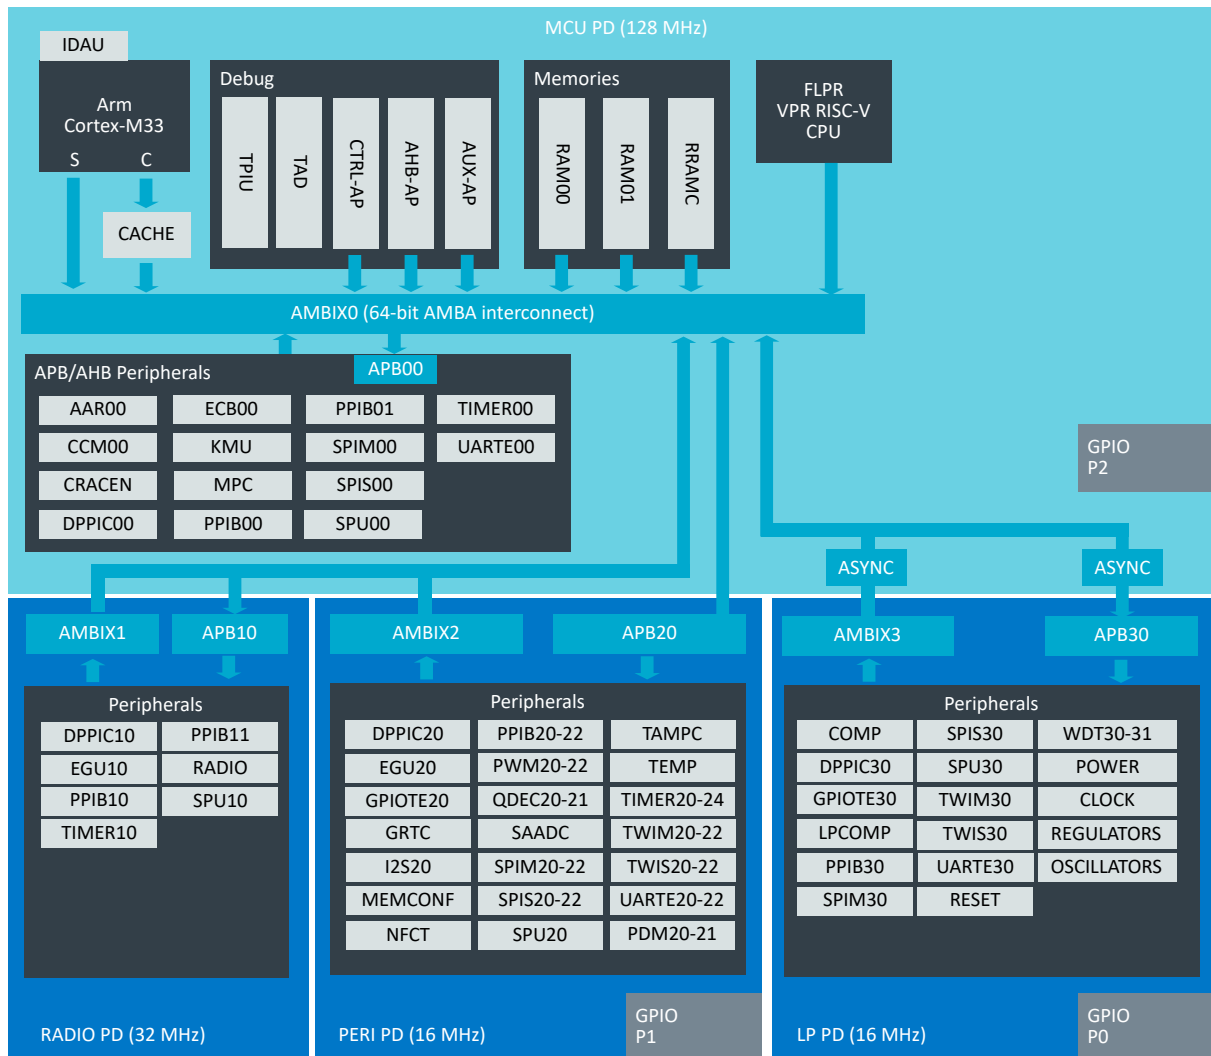 MCU PD (128 MHz)
IDAU
Arm
Cortex-M33
S C
CACHE
Debug
TPIU
TAD
CTRL-AP
AHB-AP
AUX-AP
Memories
RAM00
RAM01
RRAMC
FLPR
VPR RISC-V
CPU
AMBIX0 (64-bit AMBA interconnect)
APB/AHB Peripherals
APB00
AAR00 ECB00 PPIB01 TIMER00
CCM00 KMU SPIM00 UARTE00
CRACEN MPC SPIS00
DPPIC00 PPIB00 SPU00
GPIO
P2
ASYNC
ASYNC
AMBIX1
APB10
Peripherals
DPPIC10 PPIB11
EGU10 RADIO
PPIB10 SPU10
TIMER10
RADIO PD (32 MHz)
AMBIX2
APB20
Peripherals
DPPIC20 PPIB20-22 TAMPC
EGU20 PWM20-22 TEMP
GPIOTE20 QDEC20-21 TIMER20-24
GRTC SAADC TWIM20-22
I2S20 SPIM20-22 TWIS20-22
MEMCONF SPIS20-22 UARTE20-22
NFCT SPU20 PDM20-21
PERI PD (16 MHz)
GPIO
P1
AMBIX3
APB30
Peripherals
COMP SPIS30 WDT30-31
DPPIC30 SPU30 POWER
GPIOTE30 TWIM30 CLOCK
LPCOMP TWIS30 REGULATORS
PPIB30 UARTE30 OSCILLATORS
SPIM30 RESET
LP PD (16 MHz)
GPIO
P0